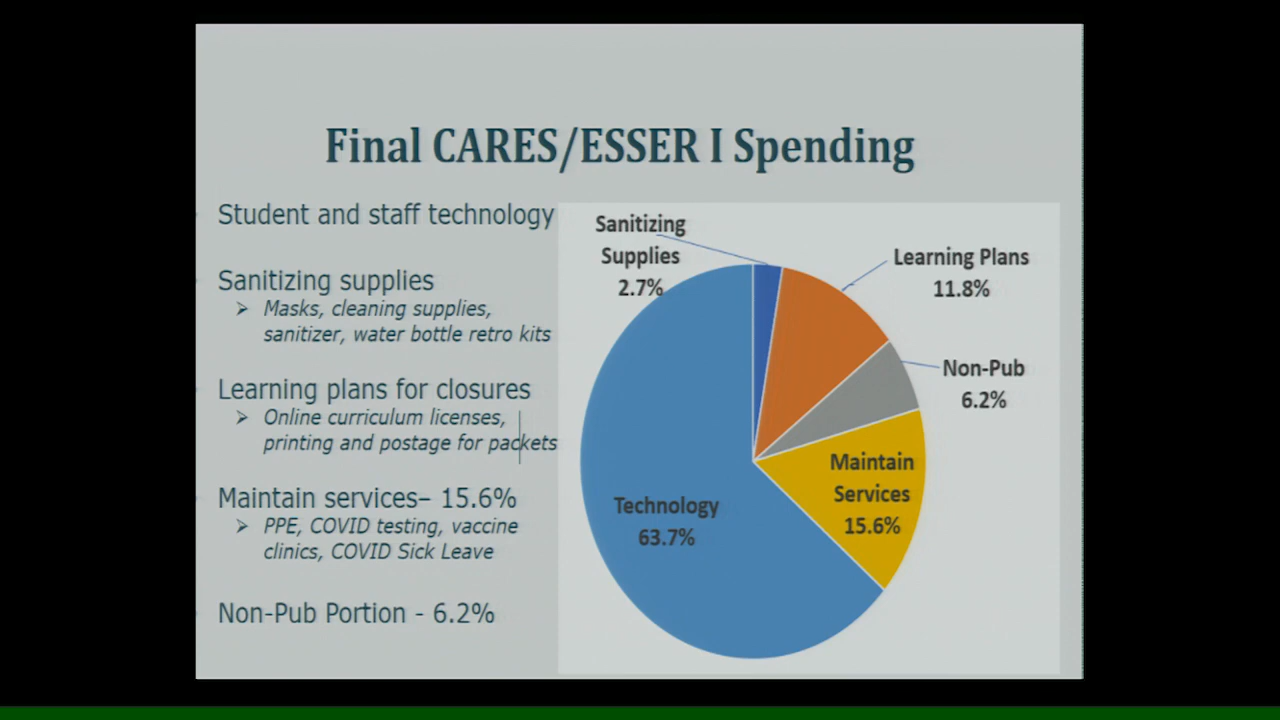 Final CARES/ESSER I Spending
Student and staff technology
Sanitizing supplies
Masks, cleaning supplies,
sanitizer, water bottle retro kits
Learning plans for closures
Online curriculum licenses,
printing and postage for packets
Maintain services– 15.6%
PPE, COVID testing, vaccine
clinics, COVID Sick Leave
Non-Pub Portion - 6.2%
Sanitizing
Supplies
2.7%
Learning Plans
11.8%
Non-Pub
6.2%
Maintain
Services
15.6%
Technology
63.7%